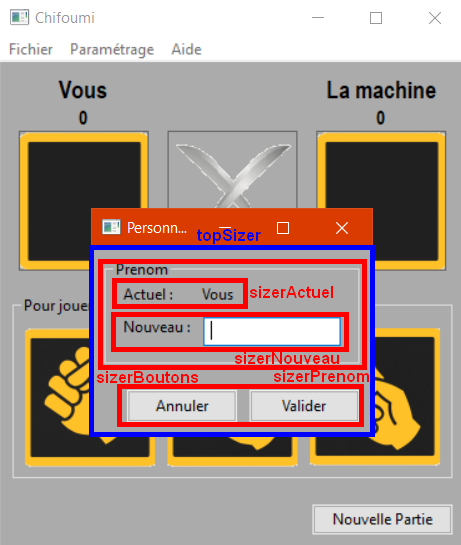 Chifoumi
Fichier Paramétrage Aide
Vous La machine
0 0
Personn...
topSizer
Prenom
Actuel : Vous sizerActuel
Pour jouer
Nouveau :
sizerNouveau
sizerBoutons sizerPrenom
Annuler Valider
Nouvelle Partie